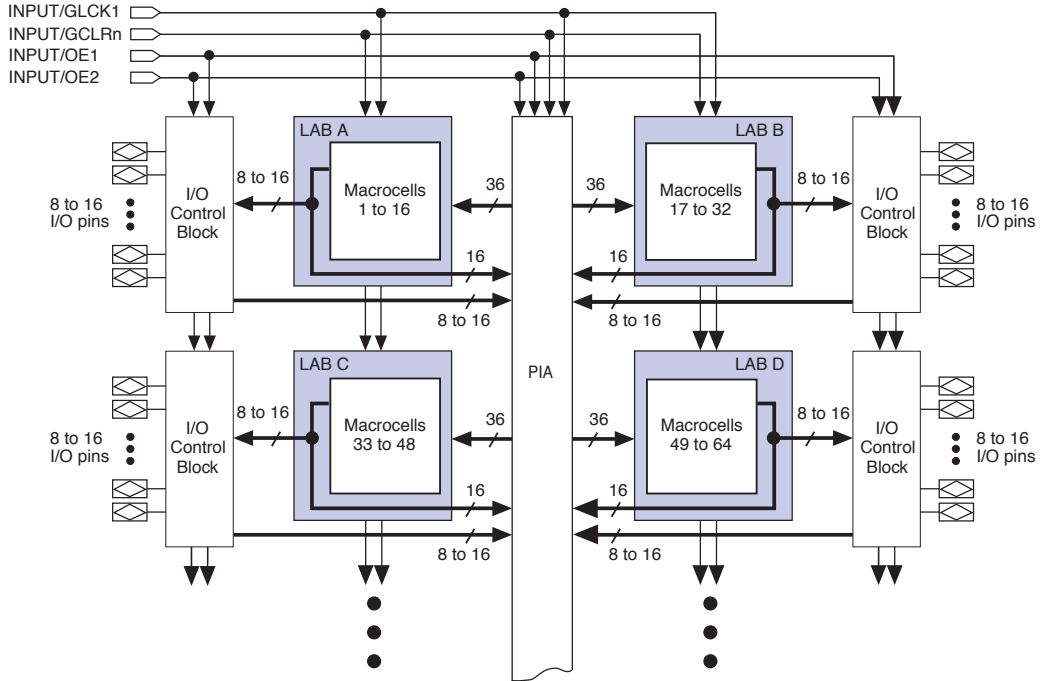 INPUT/GLCK1
INPUT/GCLRn
INPUT/OE1
INPUT/OE2
LAB A
LAB B
8 to 16
I/O pins
I/O
Control
Block
8 to 16
Macrocells
1 to 16
36
36
Macrocells
17 to 32
8 to 16
I/O
Control
Block
8 to 16
I/O pins
16
16
8 to 16
8 to 16
PIA
LAB C
LAB D
8 to 16
I/O pins
I/O
Control
Block
8 to 16
Macrocells
33 to 48
36
36
Macrocells
49 to 64
8 to 16
I/O
Control
Block
8 to 16
I/O pins
16
16
8 to 16
8 to 16